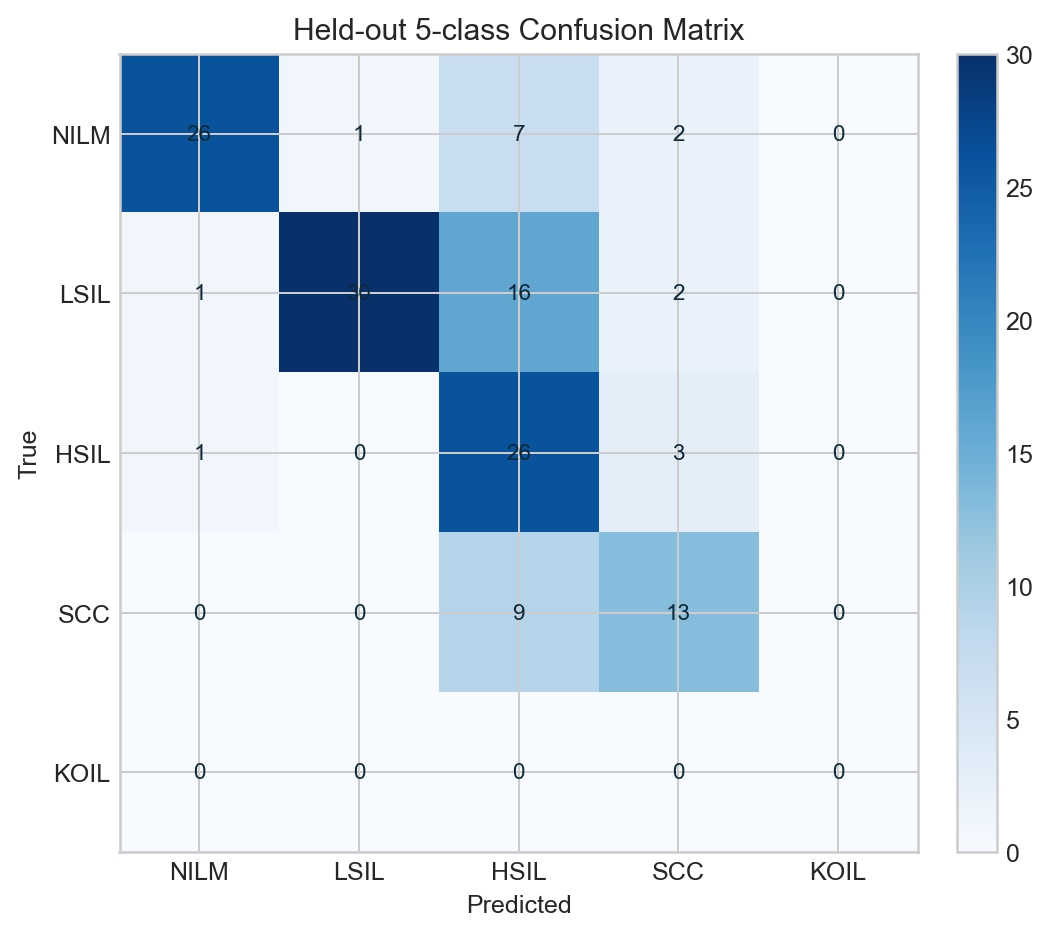 Held-out 5-class Confusion Matrix
True
NILM 26 1 7 2 0
LSIL 1 30 16 2 0
HSIL 1 0 26 3 0
SCC 0 0 9 13 0
KOIL 0 0 0 0 0
NILM LSIL HSIL SCC KOIL
Predicted
30
25
20
15
10
5
0